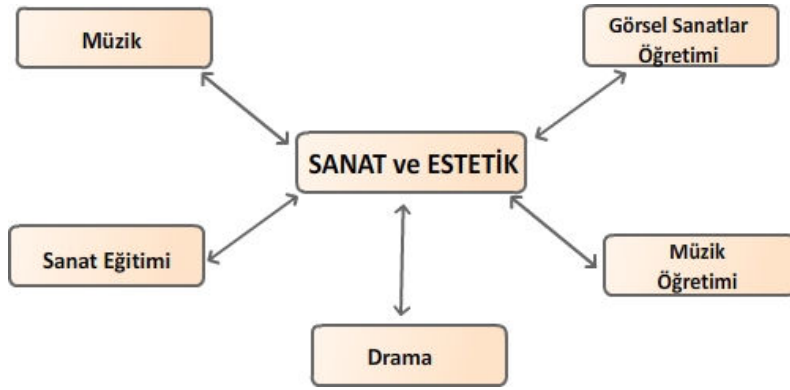 Müzik
Görsel Sanatlar
Öğretimi
SANAT ve ESTETİK
Sanat Eğitimi
Müzik
Öğretimi
Drama